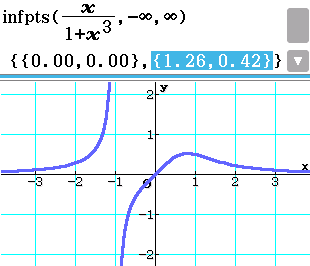 infpts(x/1+x³,-∞,∞)
{{0.00,0.00},{1.26,0.42}}
2 y
1
-3 -2 -1 0 1 2 3 x
-1
-2